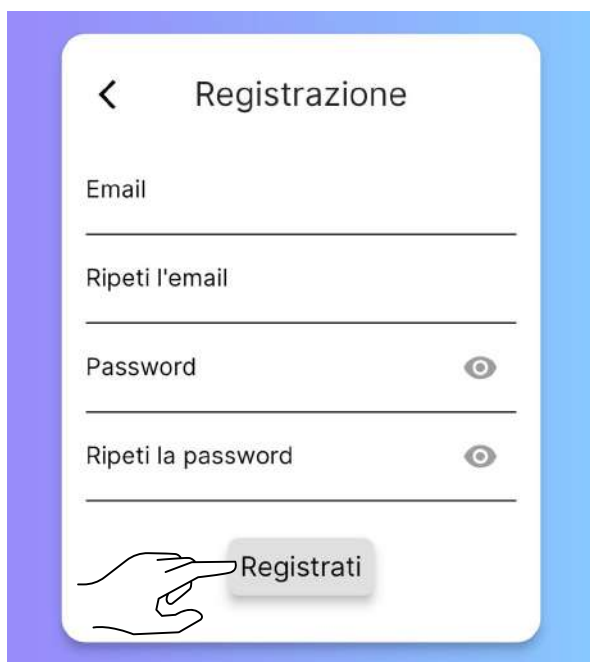 Registrazione
Email
Ripeti l'email
Password
Ripeti la password
Registrati